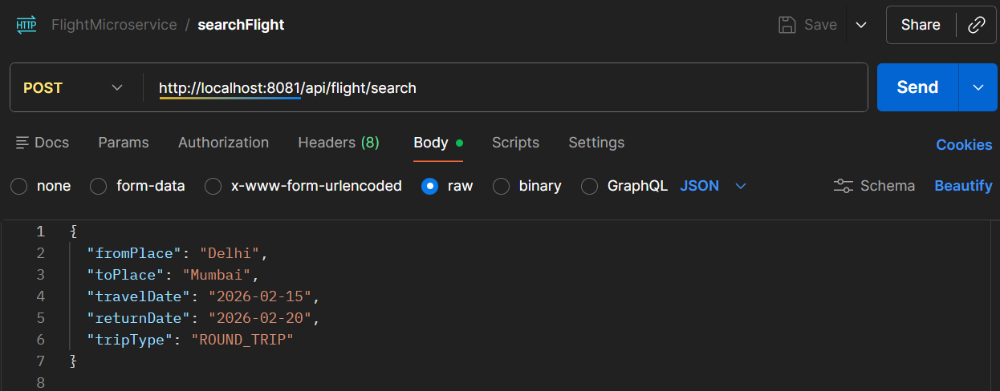 HTTP FlightMicroservice / searchFlight Save Share
POST http://localhost:8081/api/flight/search Send
Docs Params Authorization Headers (8) Body Scripts Settings Cookies
none form-data x-www-form-urlencoded raw binary GraphQL JSON Schema Beautify
1 {
2 "fromPlace": "Delhi",
3 "toPlace": "Mumbai",
4 "travelDate": "2026-02-15",
5 "returnDate": "2026-02-20",
6 "tripType": "ROUND_TRIP"
7 }
8